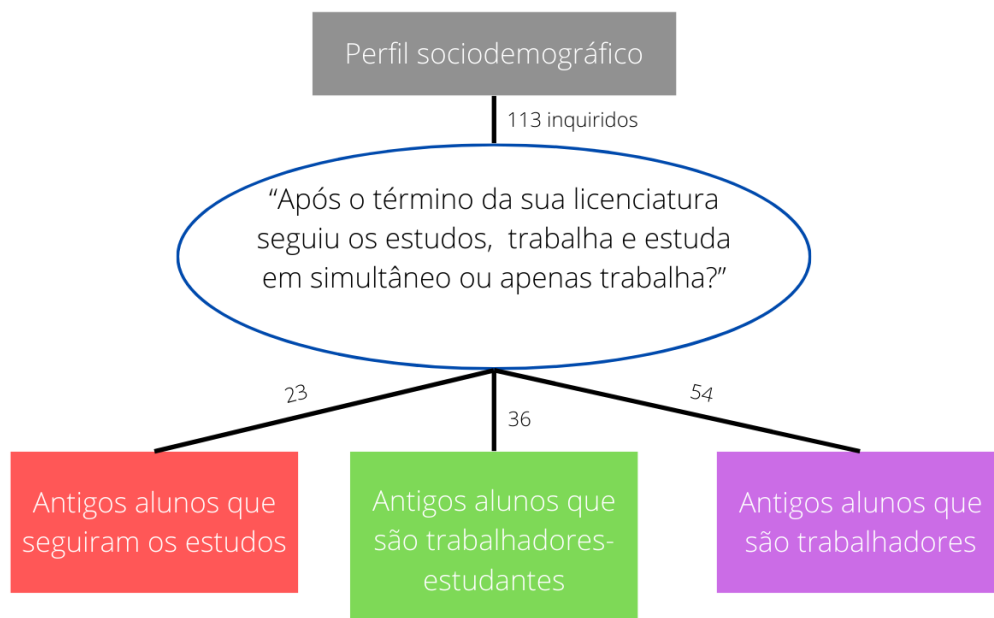 Perfil sociodemográfico
113 inquiridos
“Após o término da sua licenciatura
seguiu os estudos, trabalha e estuda
em simultâneo ou apenas trabalha?”
23
36
54
Antigos alunos que
seguiram os estudos
Antigos alunos que
são trabalhadores-
estudantes
Antigos alunos que
são trabalhadores